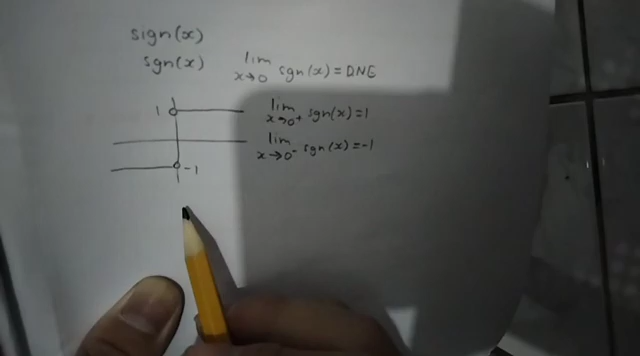 sign(x)
sgn(x)
lim x→0 sgn(x) = DNE
1
lim x→0⁺ sgn(x) = 1
lim x→0⁻ sgn(x) = -1
-1